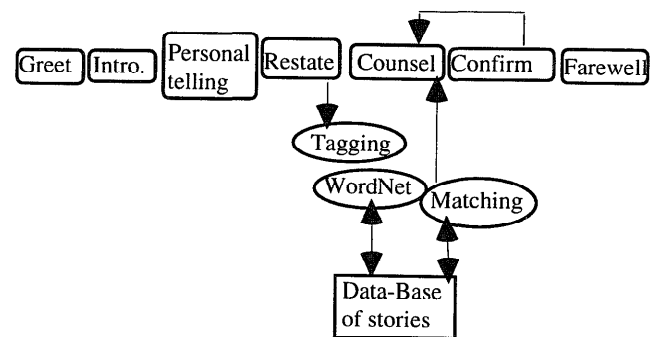 Greet
Intro.
Personal
telling
Restate
Counsel
Confirm
Farewell
Tagging
WordNet
Matching
Data-Base
of stories